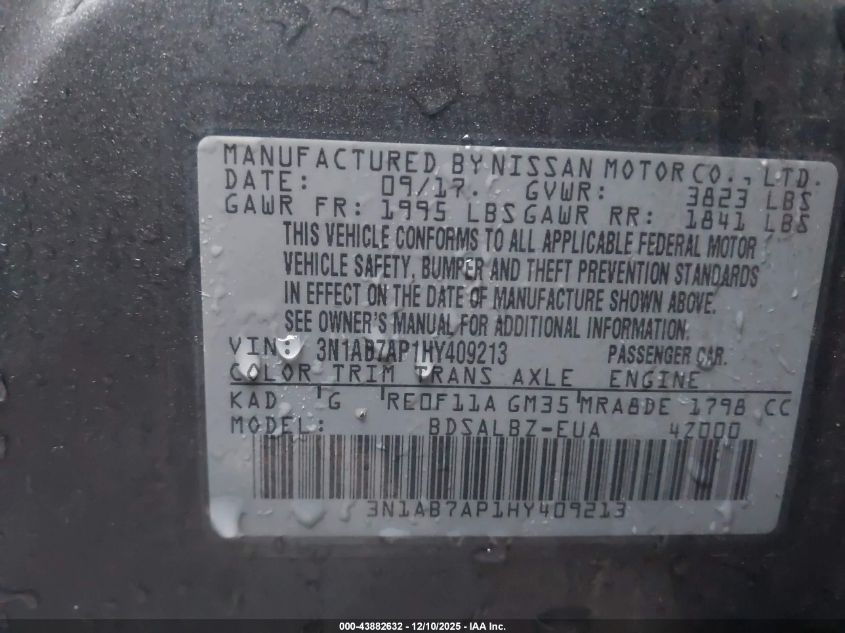 MANUFACTURED BY NISSAN MOTOR CO., LTD.
DATE: 09/17 GVWR: 3823 LBS
GAWR FR: 1995 LBS GAWR RR: 1841 LBS
THIS VEHICLE CONFORMS TO ALL APPLICABLE FEDERAL MOTOR
VEHICLE SAFETY, BUMPER AND THEFT PREVENTION STANDARDS
IN EFFECT ON THE DATE OF MANUFACTURE SHOWN ABOVE.
SEE OWNER'S MANUAL FOR ADDITIONAL INFORMATION.
VIN: 3N1AB7AP1HY409213 PASSENGER CAR.
COLOR TRIM TRANS AXLE ENGINE
KAD G RE0F11A GM35 MRA8DE 1798 CC
MODEL: BDSALBZ-EUA 42000
3N1AB7AP1HY409213
000-43882632 - 12/10/2025 - IAA Inc.